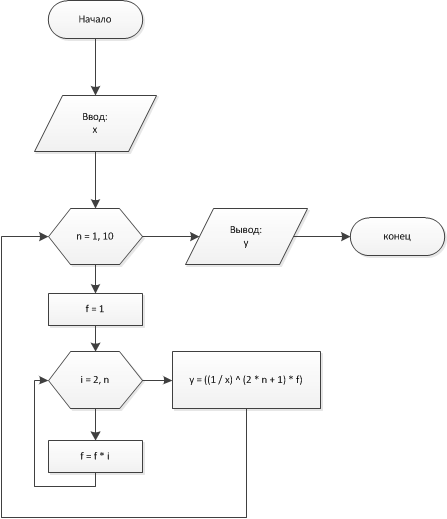 Начало
Ввод:
x
n = 1, 10
Вывод:
y
конец
f = 1
i = 2, n
y = ((1 / x) ^ (2 * n + 1) * f)
f = f * i